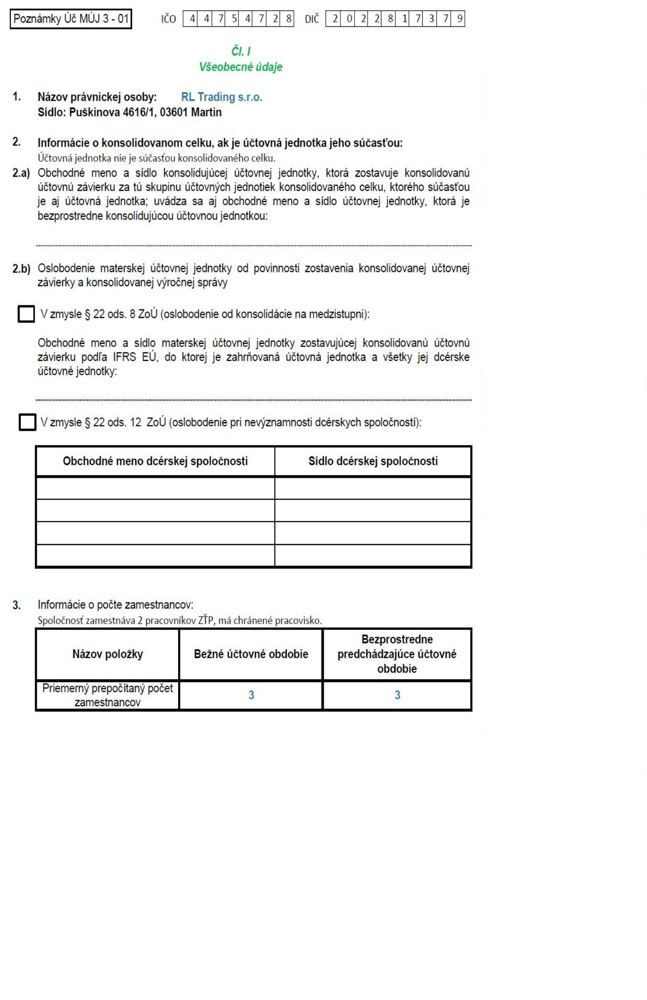 Poznámky Úč MÚJ 3 - 01 IČO 4 4 7 5 4 7 2 8 DIČ 2 0 2 2 8 1 7 3 7 9
Čl. I
Všeobecné údaje
1. Názov právnickej osoby: RL Trading s.r.o.
Sídlo: Puškinova 4616/1, 03601 Martin
2. Informácie o konsolidovanom celku, ak je účtovná jednotka jeho súčasťou:
Účtovná jednotka nie je súčasťou konsolidovaného celku.
2.a) Obchodné meno a sídlo konsolidujúcej účtovnej jednotky, ktorá zostavuje konsolidovanú
účtovnú závierku za tú skupinu účtovných jednotiek konsolidovaného celku, ktorého súčasťou
je aj účtovná jednotka; uvádza sa aj obchodné meno a sídlo účtovnej jednotky, ktorá je
bezprostredne konsolidujúcou účtovnou jednotkou:
2.b) Oslobodenie materskej účtovnej jednotky od povinnosti zostavenia konsolidovanej účtovnej
závierky a konsolidovanej výročnej správy
V zmysle § 22 ods. 8 ZoÚ (oslobodenie od konsolidácie na medzistupni):
Obchodné meno a sídlo materskej účtovnej jednotky zostavujúcej konsolidovanú účtovnú
závierku podľa IFRS EÚ, do ktorej je zahrňovaná účtovná jednotka a všetky jej dcérske
účtovné jednotky:
V zmysle § 22 ods. 12 ZoÚ (oslobodenie pri nevýznamnosti dcérskych spoločností):
Obchodné meno dcérskej spoločnosti Sídlo dcérskej spoločnosti
3. Informácie o počte zamestnancov:
Spoločnosť zamestnáva 2 pracovníkov ZŤP, má chránené pracovisko.
Názov položky Bežné účtovné obdobie Bezprostredne
predchádzajúce účtovné
obdobie
Priemerný prepočítaný počet
zamestnancov 3 3